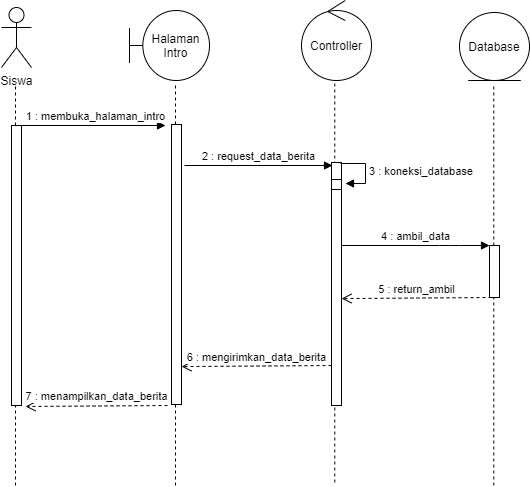 Halaman
Intro
Controller
Database
Siswa
1 : membuka_halaman_intro
2 : request_data_berita
3 : koneksi_database
4 : ambil_data
5 : return_ambil
6 : mengirimkan_data_berita
7 : menampilkan_data_berita